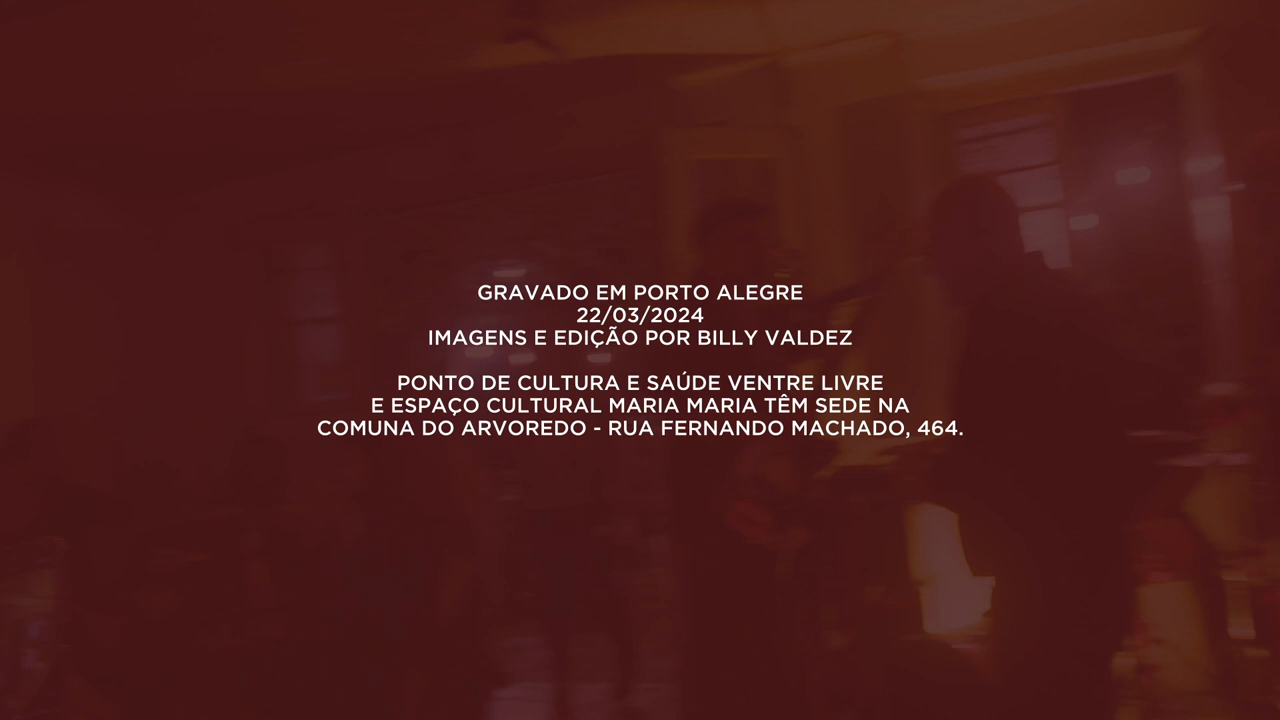 GRAVADO EM PORTO ALEGRE
22/03/2024
IMAGENS E EDIÇÃO POR BILLY VALDEZ
PONTO DE CULTURA E SAÚDE VENTRE LIVRE
E ESPAÇO CULTURAL MARIA MARIA TÊM SEDE NA
COMUNA DO ARVOREDO - RUA FERNANDO MACHADO, 464.